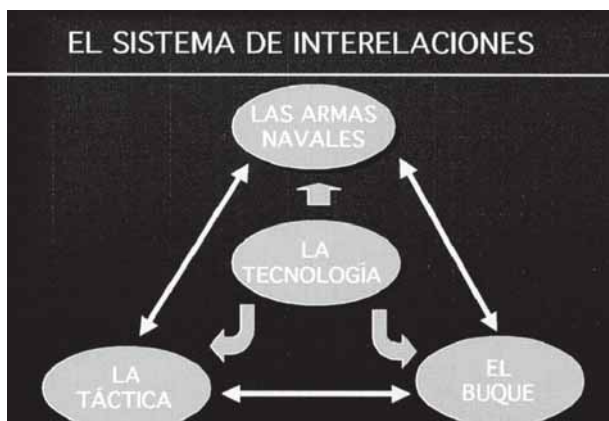 EL SISTEMA DE INTERELACIONES
LAS ARMAS
NAVALES
LA
TECNOLOGÍA
LA
TÁCTICA
EL
BUQUE